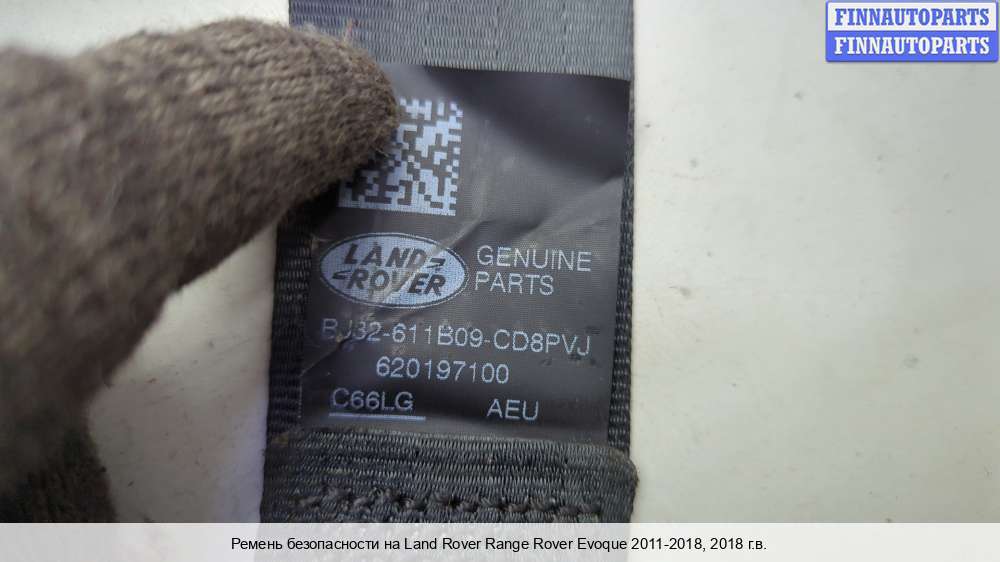 FINNAUTOPARTS
FINNAUTOPARTS
LAND
ROVER
GENUINE
PARTS
BJ32-611B09-CD8PVJ
620197100
C66LG AEU
Ремень безопасности на Land Rover Range Rover Evoque 2011-2018, 2018 г.в.